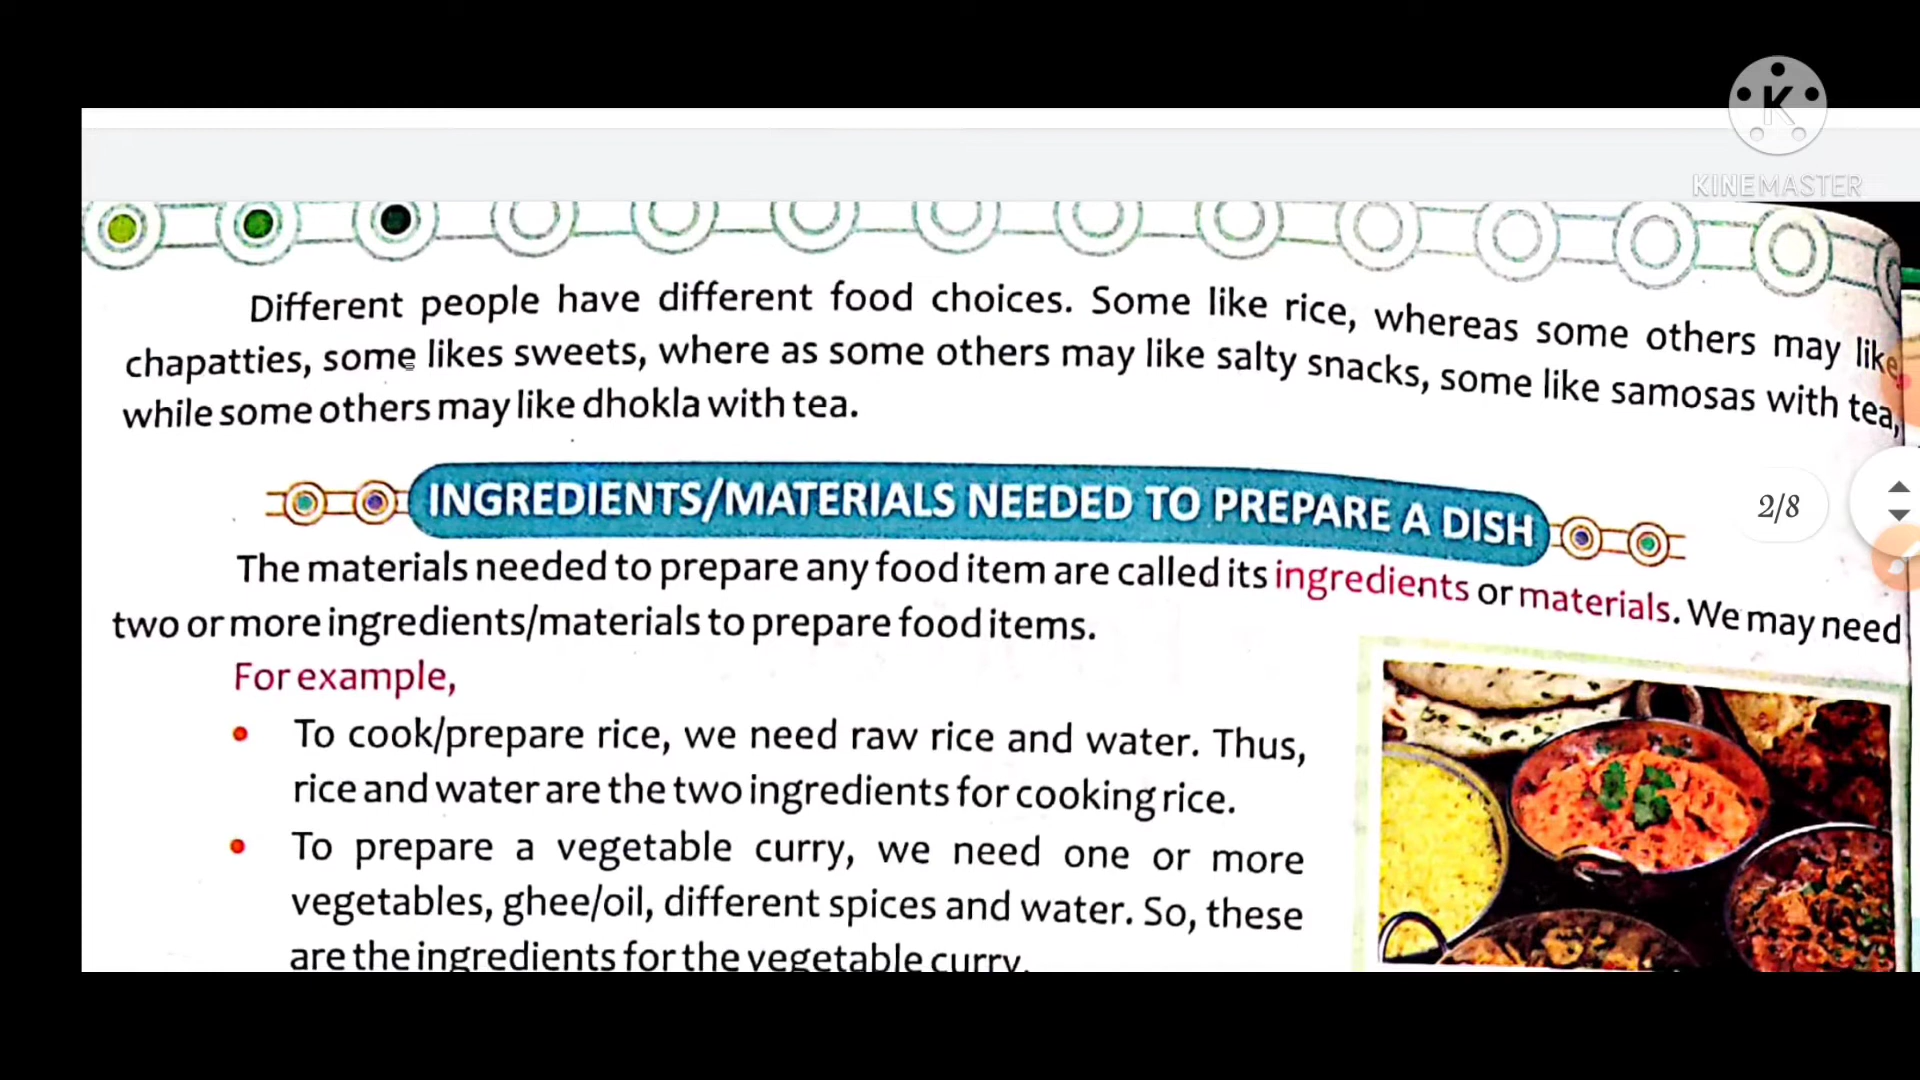 KINEMASTER
Different people have different food choices. Some like rice, whereas some others may like
chapatties, some likes sweets, where as some others may like salty snacks, some like samosas with tea,
while some others may like dhokla with tea.
INGREDIENTS/MATERIALS NEEDED TO PREPARE A DISH
2/8
The materials needed to prepare any food item are called its ingredients or materials. We may need
two or more ingredients/materials to prepare food items.
For example,
• To cook/prepare rice, we need raw rice and water. Thus,
rice and water are the two ingredients for cooking rice.
• To prepare a vegetable curry, we need one or more
vegetables, ghee/oil, different spices and water. So, these
are the ingredients for the vegetable curry.